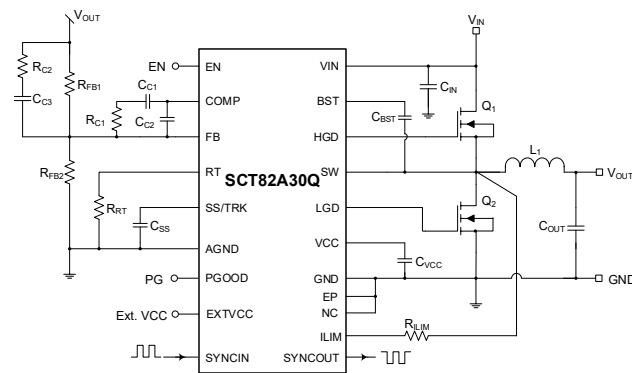 VOUT
VIN
RC2
RFB1
CC3
RC1
CC1
CC2
RFB2
RRT
CSS
EN
EN
COMP
FB
RT
SS/TRK
AGND
PG
PGOOD
Ext. VCC
EXTVCC
SYNCIN
SCT82A30Q
VIN
BST
HGD
SW
LGD
VCC
GND
EP
NC
ILIM
SYNCOUT
CIN
CBST
Q1
L1
VOUT
Q2
COUT
CVCC
GND
RILIM